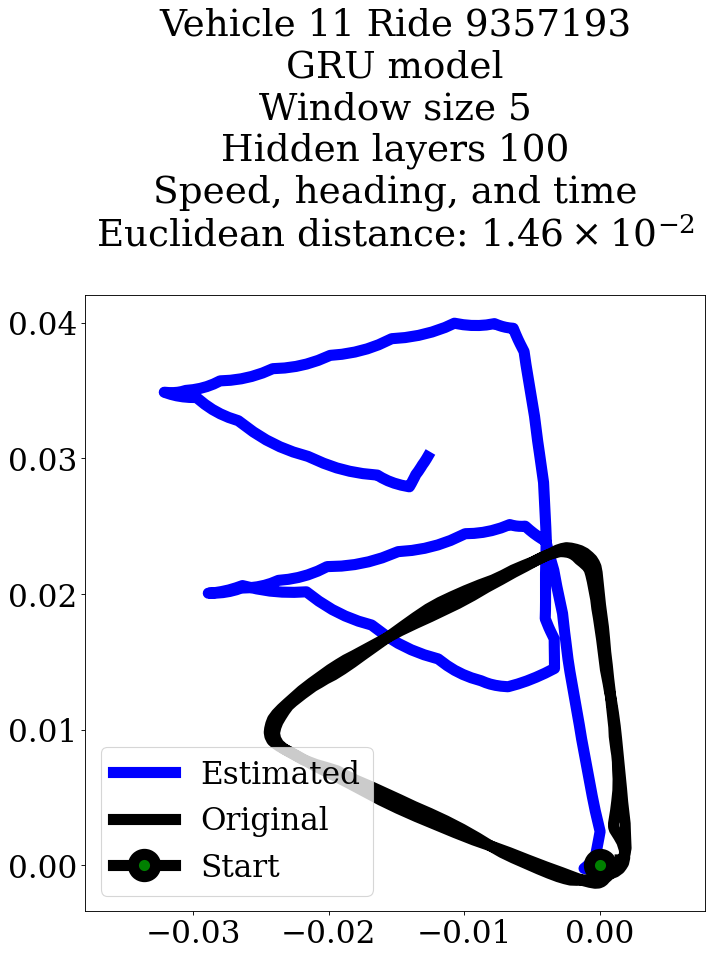 Vehicle 11 Ride 9357193
GRU model
Window size 5
Hidden layers 100
Speed, heading, and time
Euclidean distance: 1.46 × 10⁻²
0.04
0.03
0.02
0.01
0.00
Estimated
Original
Start
−0.03 −0.02 −0.01 0.00